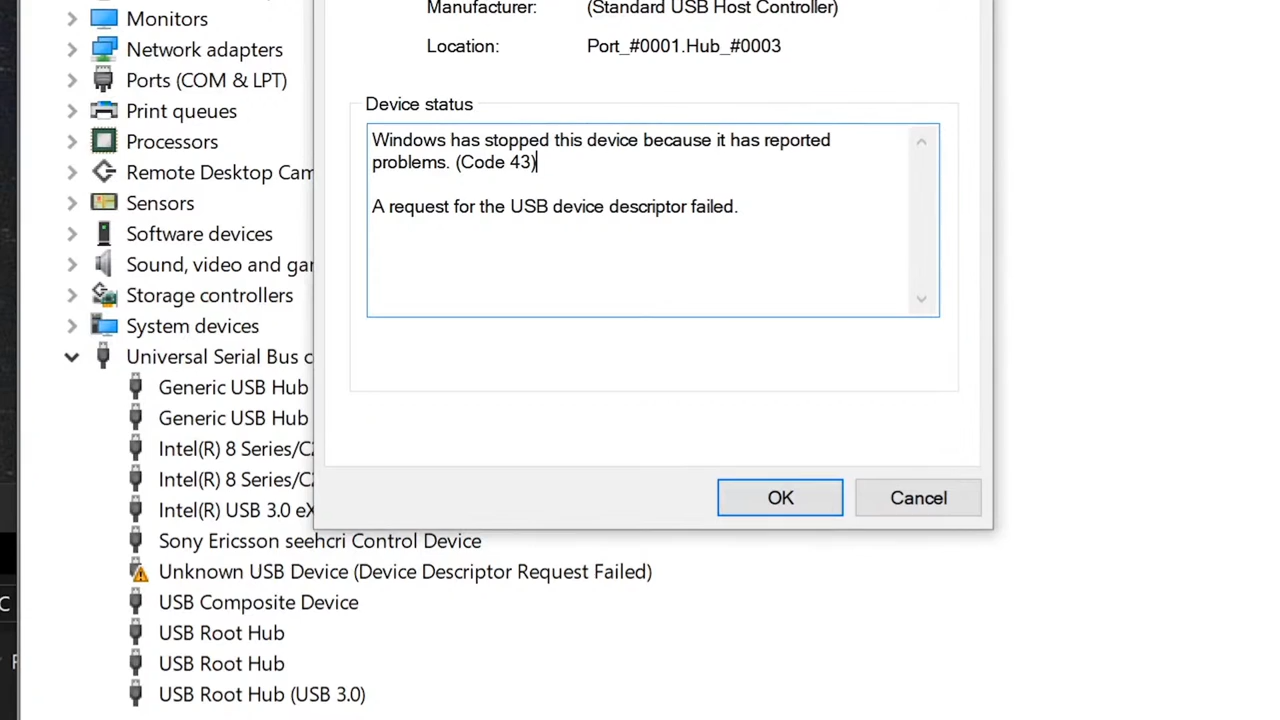 Monitors
Network adapters
Ports (COM & LPT)
Print queues
Processors
Remote Desktop Cam
Sensors
Software devices
Sound, video and gar
Storage controllers
System devices
Universal Serial Bus c
Generic USB Hub
Generic USB Hub
Intel(R) 8 Series/C2
Intel(R) 8 Series/C2
Intel(R) USB 3.0 eX
Sony Ericsson seehcri Control Device
Unknown USB Device (Device Descriptor Request Failed)
USB Composite Device
USB Root Hub
USB Root Hub
USB Root Hub (USB 3.0)
Manufacturer: (Standard USB Host Controller)
Location: Port_#0001.Hub_#0003
Device status
Windows has stopped this device because it has reported
problems. (Code 43)
A request for the USB device descriptor failed.
OK Cancel